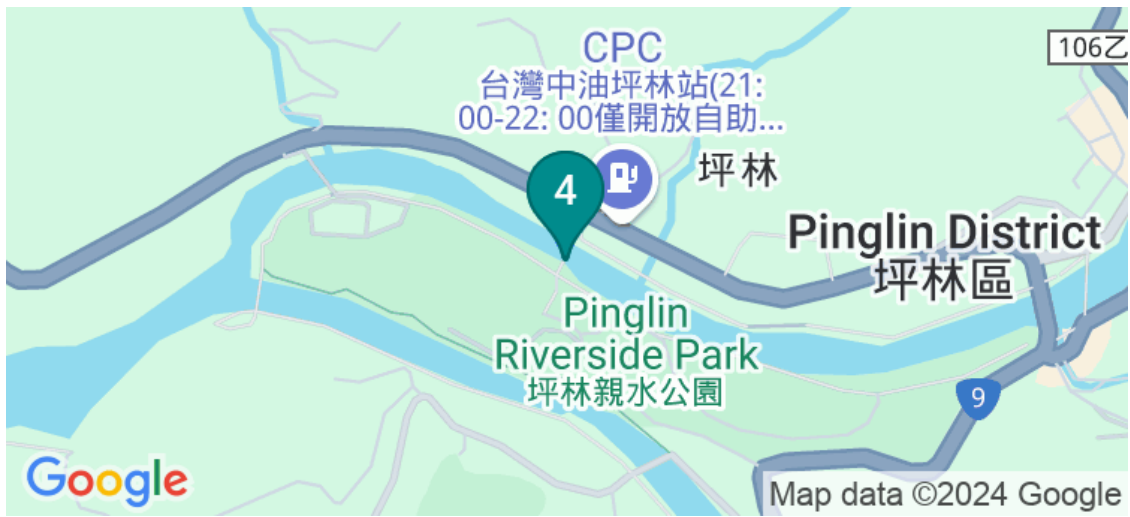 106乙
CPC
台灣中油坪林站(21:
00-22: 00僅開放自助...
4
坪林
Pinglin District
坪林區
Pinglin
Riverside Park
坪林親水公園
9
Google
Map data ©2024 Google